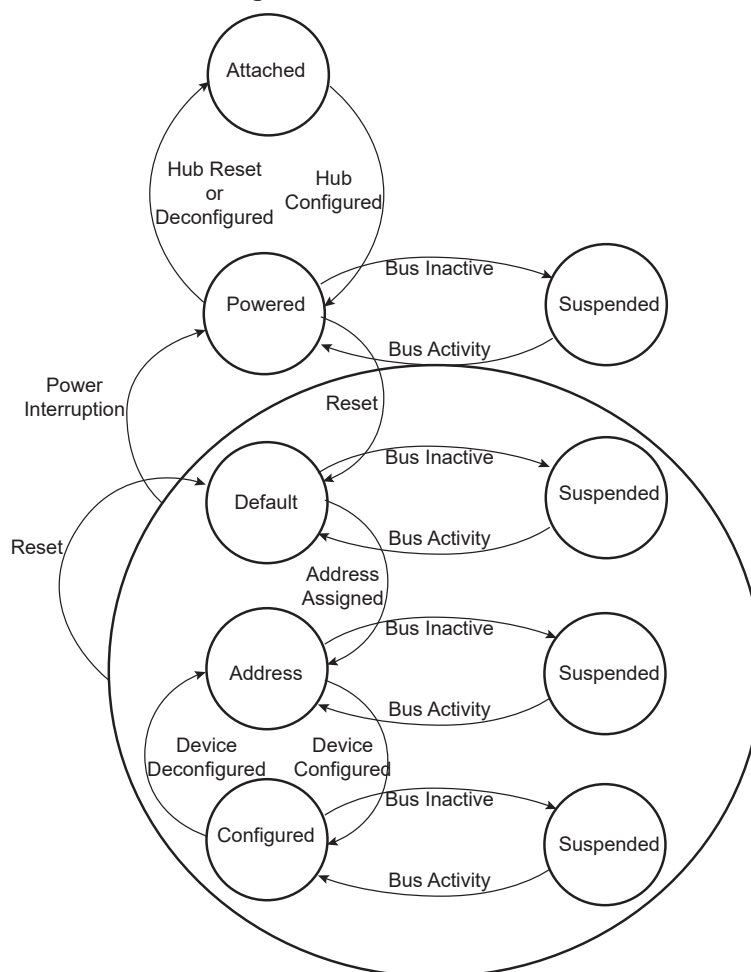 Attached
Hub Reset
or
Deconfigured
Hub
Configured
Powered
Bus Inactive
Suspended
Bus Activity
Power
Interruption
Reset
Default
Bus Inactive
Suspended
Bus Activity
Reset
Address
Assigned
Address
Bus Inactive
Suspended
Bus Activity
Device
Deconfigured
Device
Configured
Configured
Bus Inactive
Suspended
Bus Activity